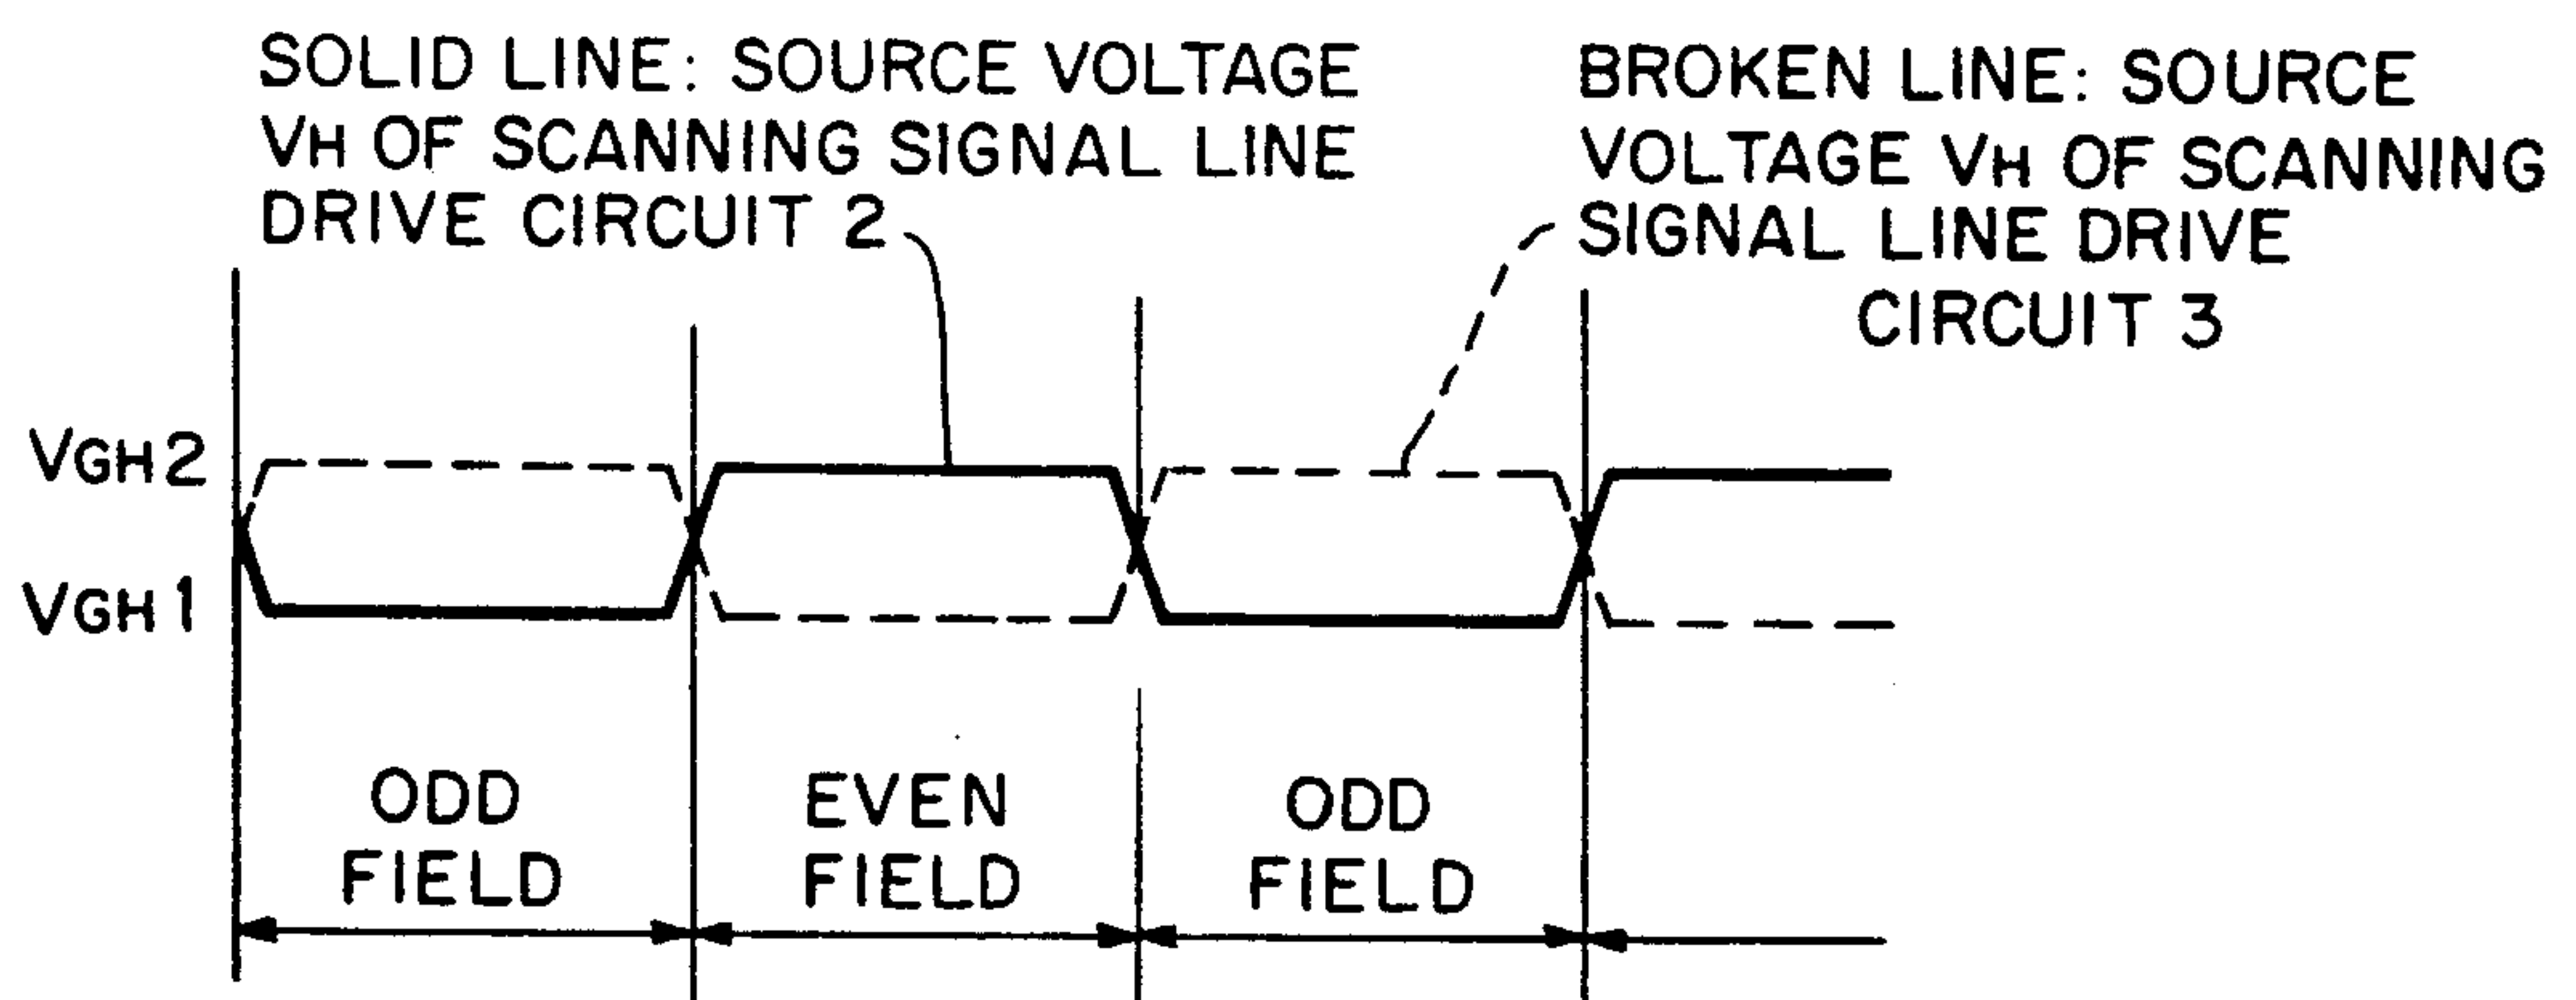 SOLID LINE: SOURCE VOLTAGE
VH OF SCANNING SIGNAL LINE
DRIVE CIRCUIT 2
BROKEN LINE: SOURCE
VOLTAGE VH OF SCANNING
SIGNAL LINE DRIVE
CIRCUIT 3
VGH2
VGH1
ODD
FIELD
EVEN
FIELD
ODD
FIELD